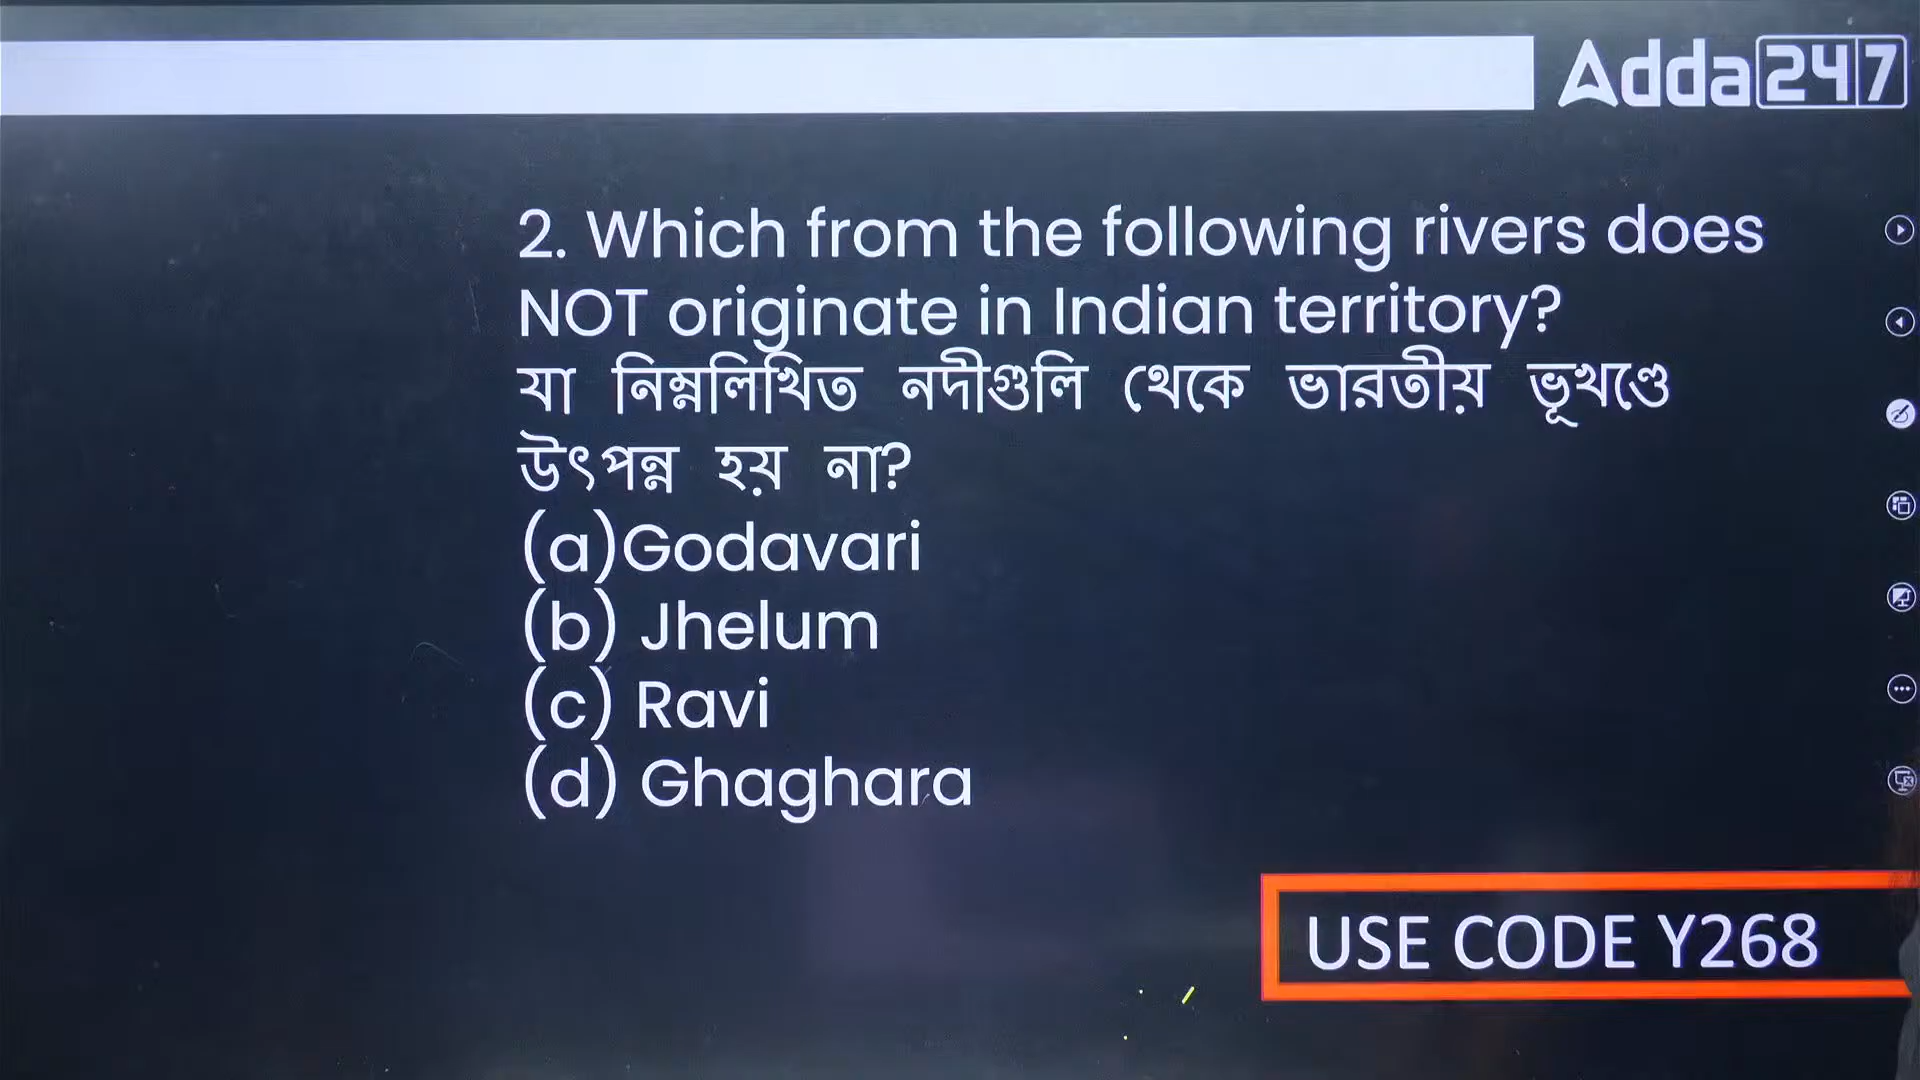 Adda247
2. Which from the following rivers does
NOT originate in Indian territory?
যা নিম্নলিখিত নদীগুলি থেকে ভারতীয় ভূখণ্ডে
উৎপন্ন হয় না?
(a)Godavari
(b) Jhelum
(c) Ravi
(d) Ghaghara
USE CODE Y268